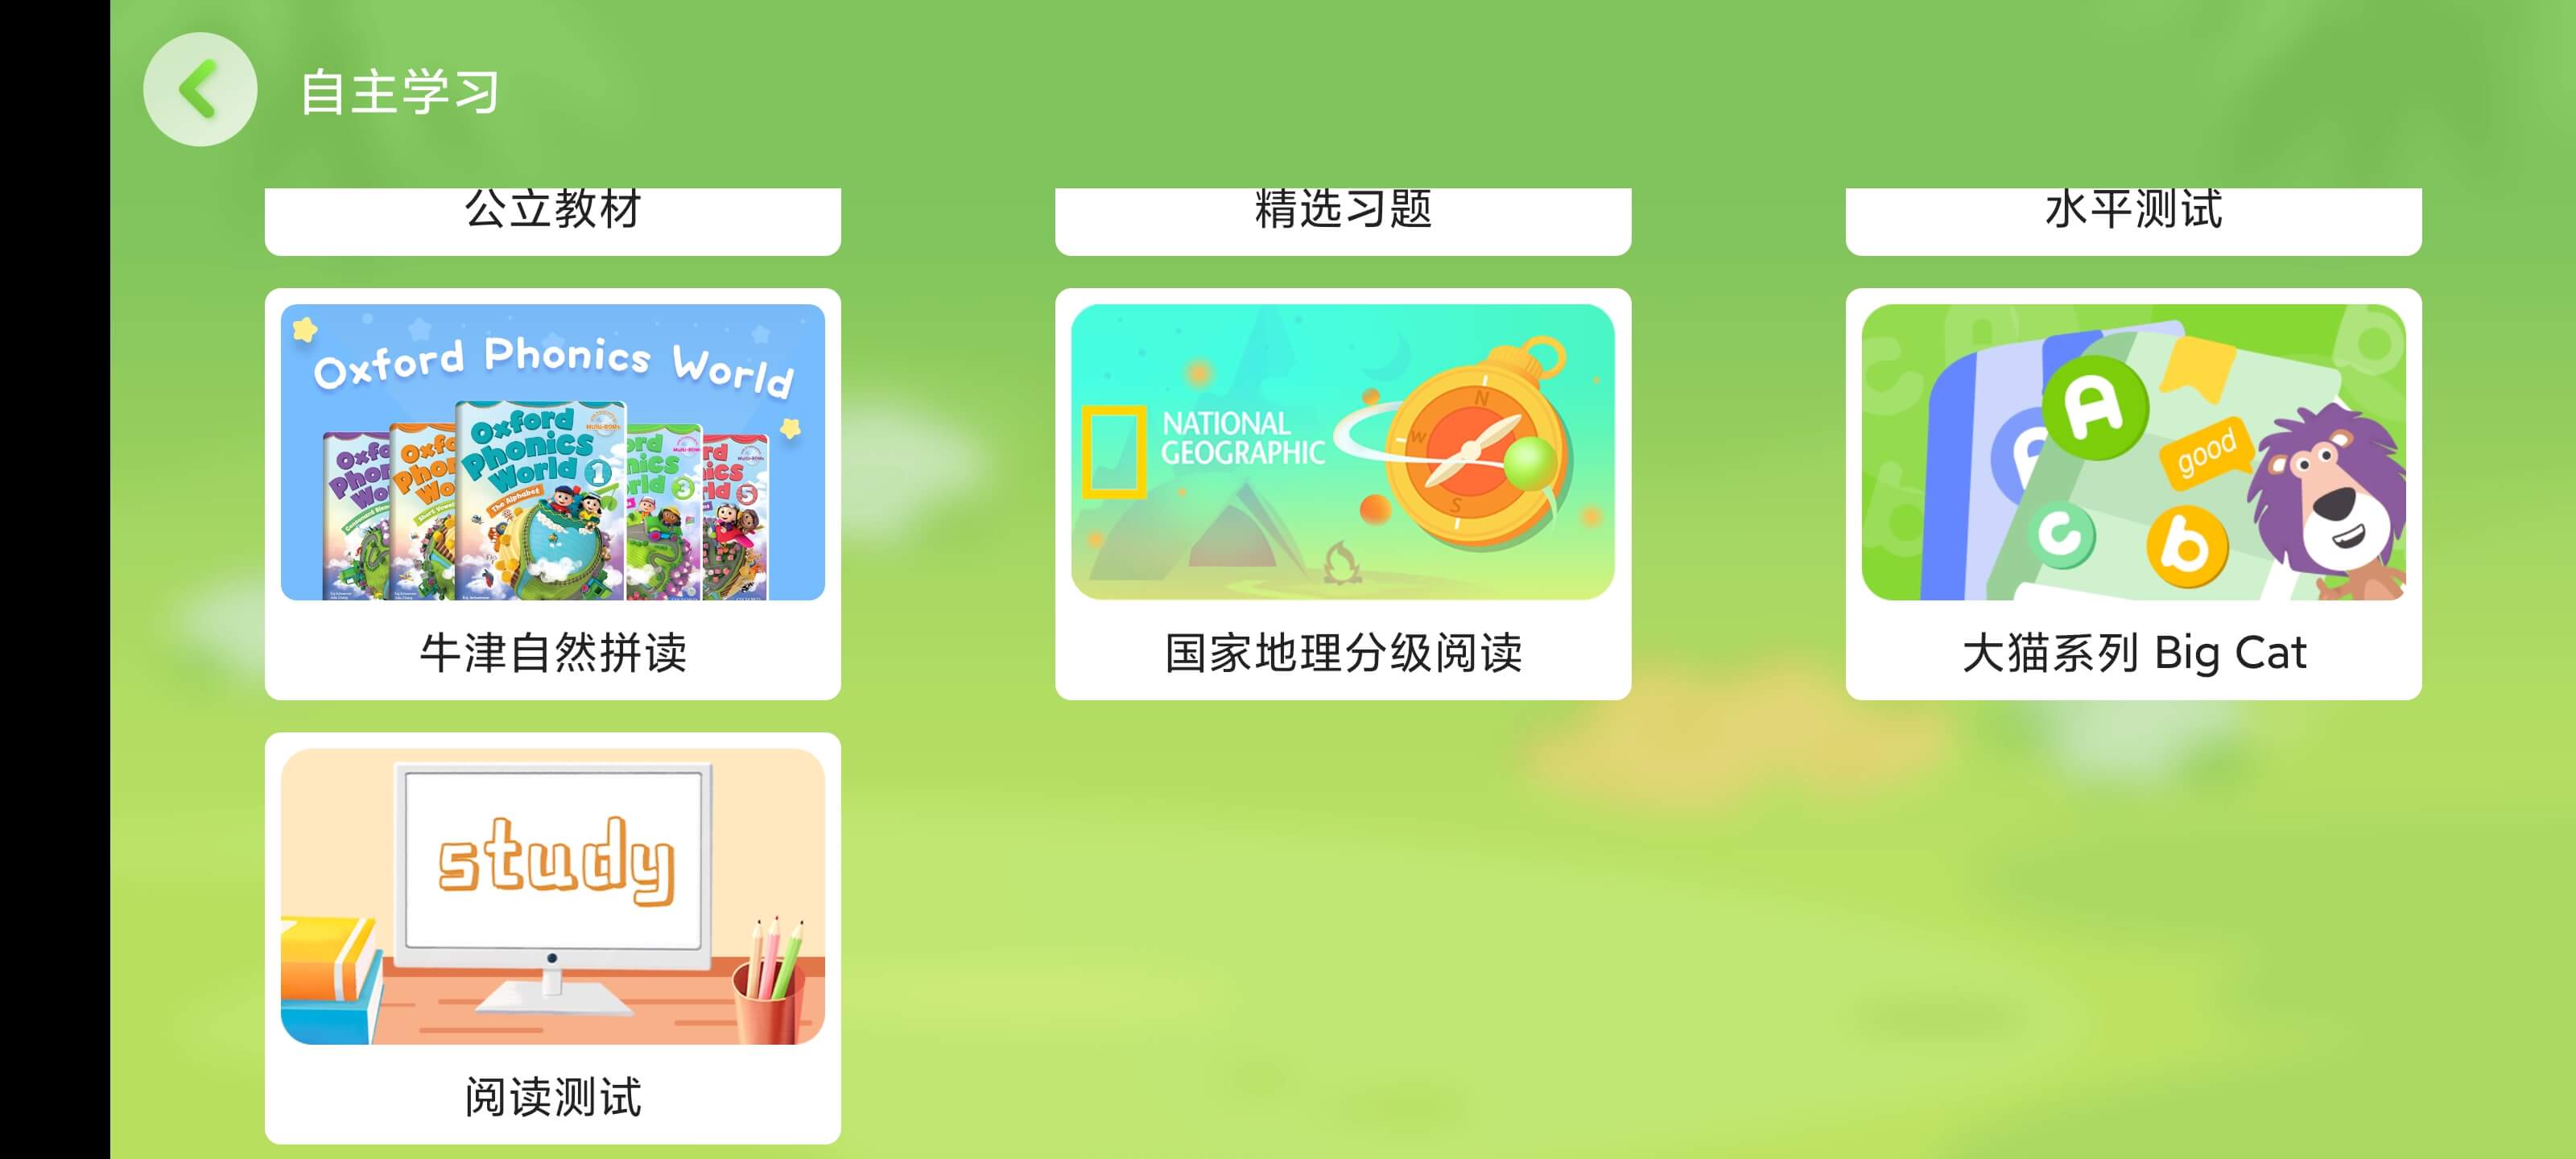 自主学习
公立教材
精选习题
水平测试
Oxford Phonics World
Oxford
Phonics
World 1
The Alphabet
牛津自然拼读
NATIONAL
GEOGRAPHIC
N
W
S
国家地理分级阅读
A
good
c
b
大猫系列 Big Cat
study
阅读测试